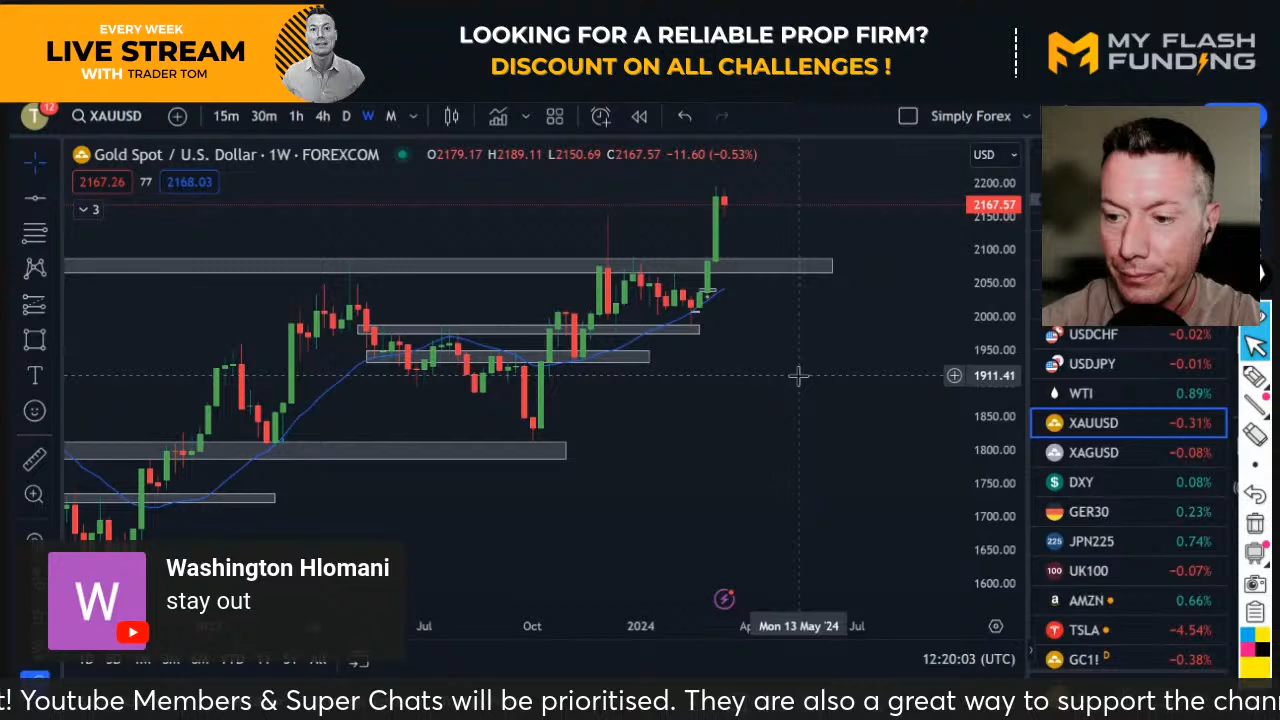 EVERY WEEK
LIVE STREAM
WITH TRADER TOM
LOOKING FOR A RELIABLE PROP FIRM?
DISCOUNT ON ALL CHALLENGES !
MY FLASH
FUNDING
T
12
XAUUSD
15m 30m 1h 4h D W M
Simply Forex
Gold Spot / U.S. Dollar · 1W · FOREXCOM
O2179.17 H2189.11 L2150.69 C2167.57 −11.60 (−0.53%)
USD
2167.26 77 2168.03
3
2200.00
2167.57
2150.00
2100.00
2050.00
2000.00
1950.00
1911.41
1850.00
1800.00
1750.00
1700.00
1650.00
1600.00
USDCHF −0.02%
USDJPY −0.01%
WTI 0.89%
XAUUSD −0.31%
XAGUSD −0.08%
DXY 0.08%
GER30 0.23%
225 JPN225 0.74%
100 UK100 −0.07%
AMZN 0.66%
TSLA −4.54%
GC1! D −0.38%
Jul Oct 2024 Mon 13 May '24 Jul
12:20:03 (UTC)
W
Washington Hlomani
stay out
t! Youtube Members & Super Chats will be prioritised. They are also a great way to support the chan